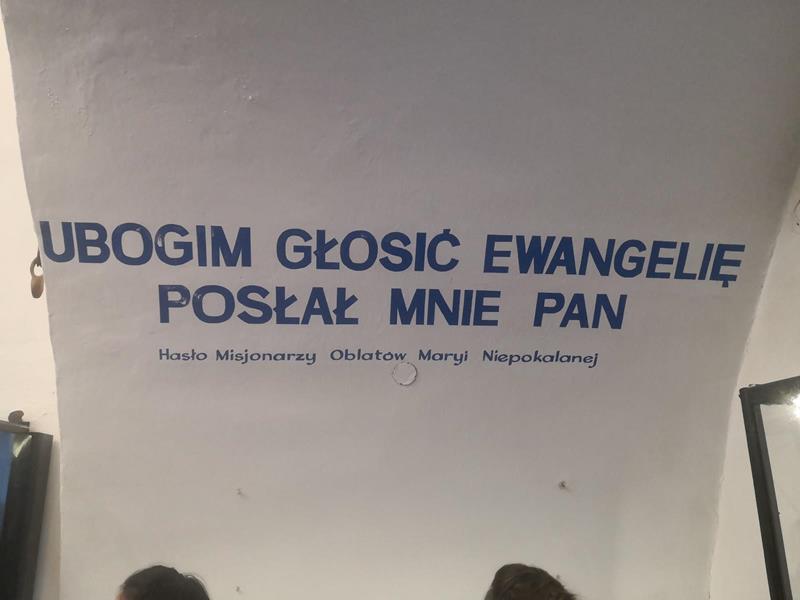 UBOGIM GŁOSIĆ EWANGELIĘ
POSŁAŁ MNIE PAN
Hasło Misjonarzy Oblatów Maryi Niepokalanej